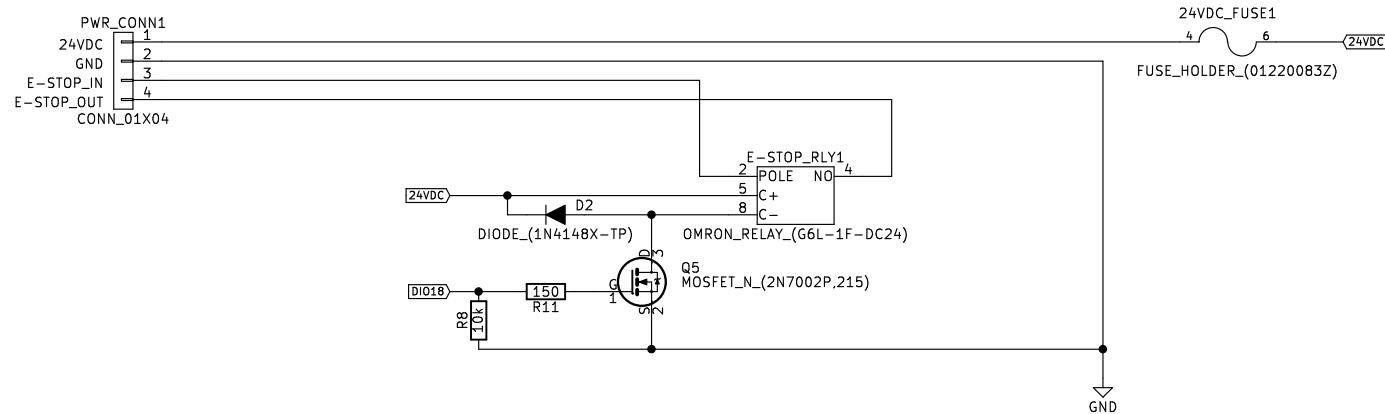 PWR_CONN1
24VDC 1
GND 2
E-STOP_IN 3
E-STOP_OUT 4
CONN_01X04
24VDC_FUSE1
4 6
24VDC
FUSE_HOLDER_(01220083Z)
E-STOP_RLY1
2 POLE NO 4
24VDC 5 C+
D2 8 C-
DIODE_(1N4148X-TP) OMRON_RELAY_(G6L-1F-DC24)
D 3
Q5
MOSFET_N_(2N7002P,215)
G
1
S 2
DIO18 150
R11
R8 10k
GND